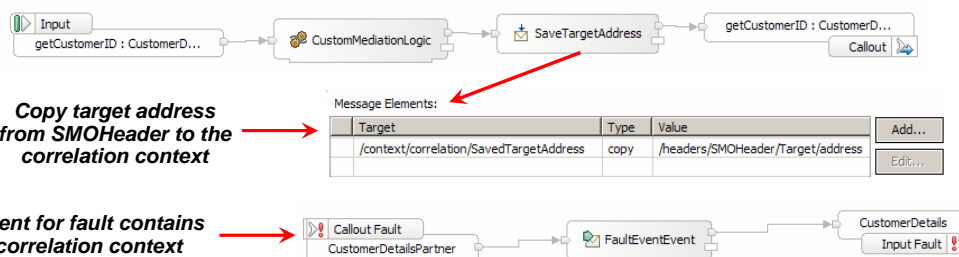 Input
getCustomerID : CustomerD...
CustomMediationLogic
SaveTargetAddress
getCustomerID : CustomerD...
Callout
Copy target address
from SMOHeader to the
correlation context
Message Elements:
Target Type Value
/context/correlation/SavedTargetAddress copy /headers/SMOHeader/Target/address
Add...
Edit...
ent for fault contains
correlation context
Callout Fault
CustomerDetailsPartner
FaultEventEvent
CustomerDetails
Input Fault